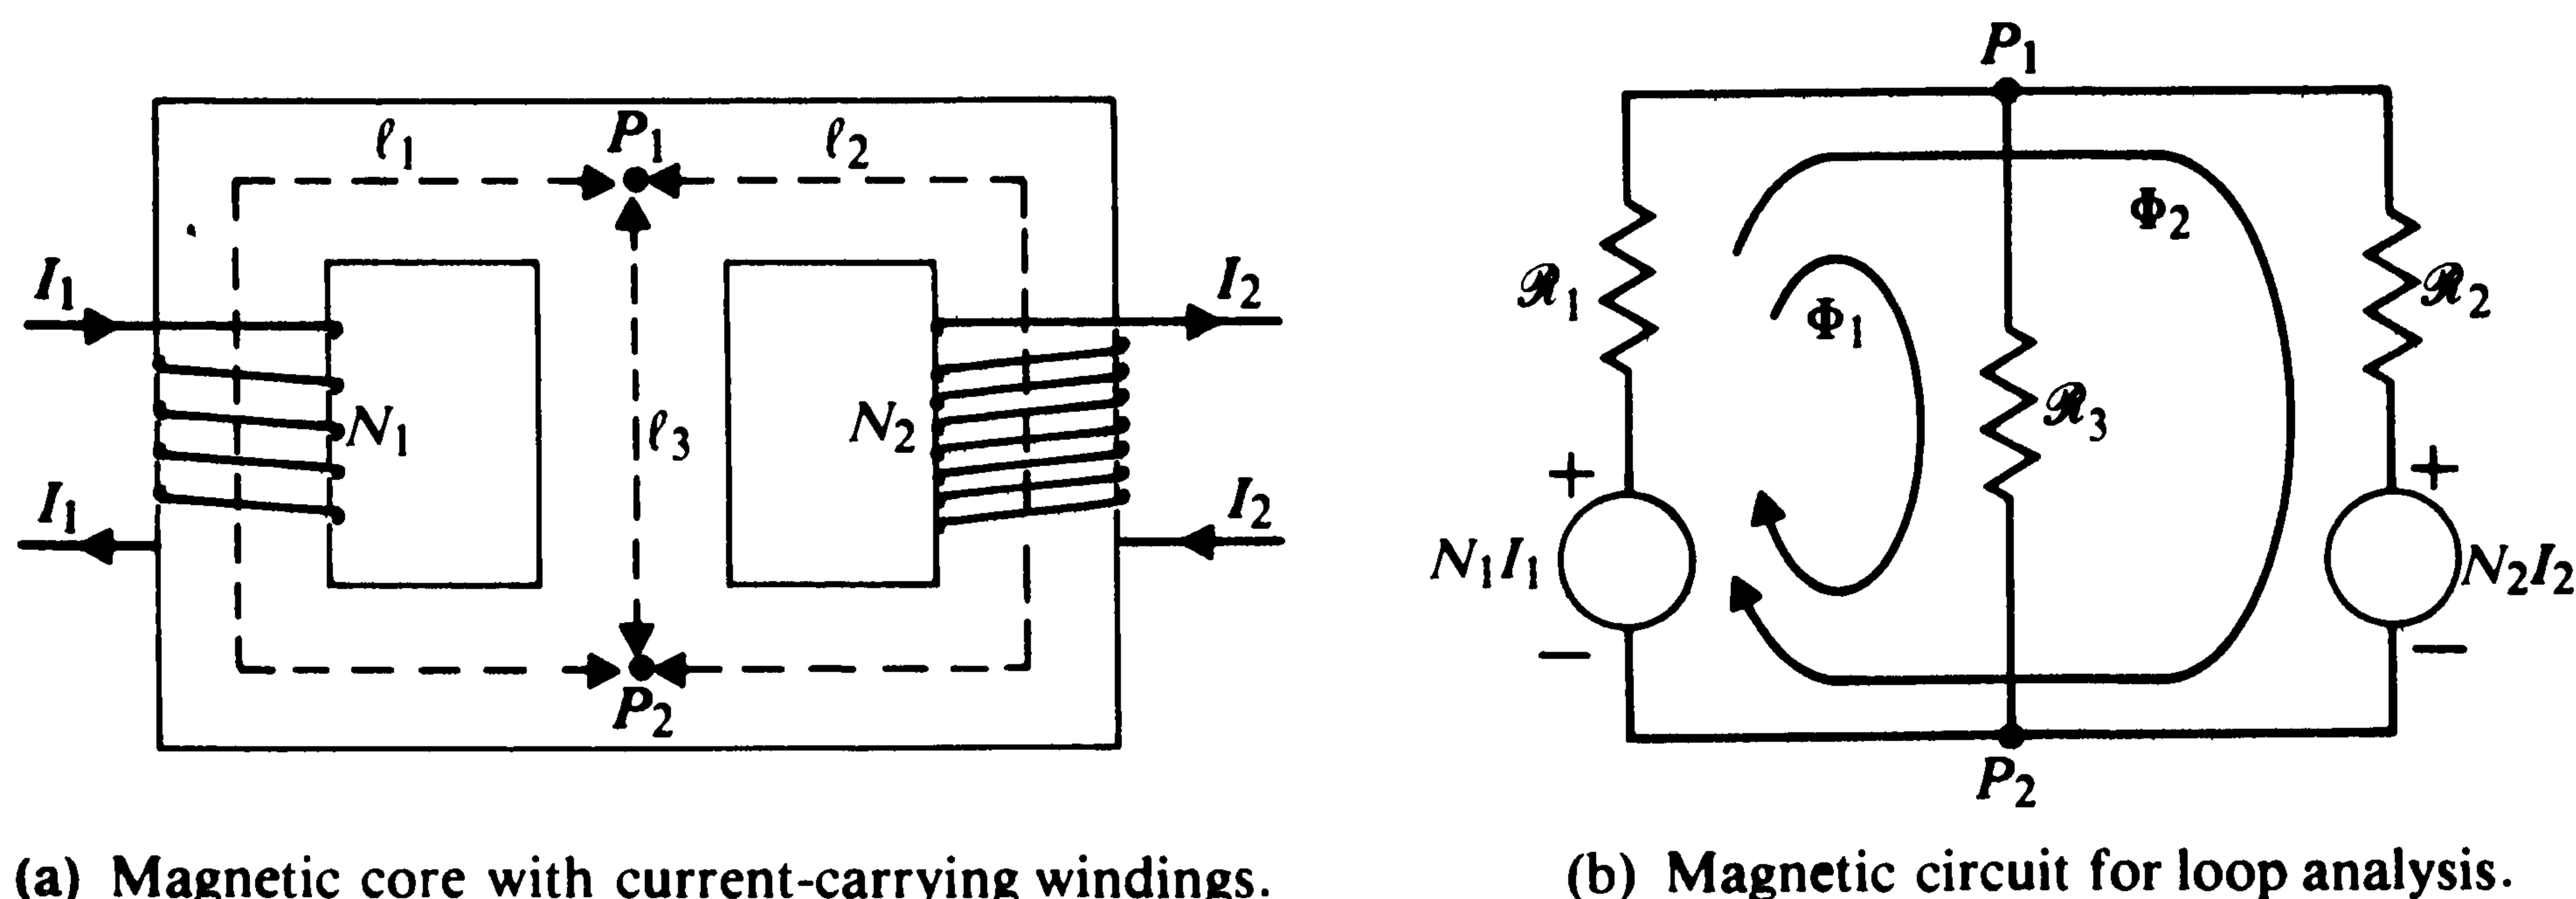 ℓ₁
P₁
ℓ₂
I₁
I₂
N₁
N₂
ℓ₃
I₁
I₂
P₂
(a) Magnetic core with current-carrying windings.
P₁
Φ₂
ℛ₁
Φ₁
ℛ₂
ℛ₃
+
+
N₁I₁
N₂I₂
−
−
P₂
(b) Magnetic circuit for loop analysis.